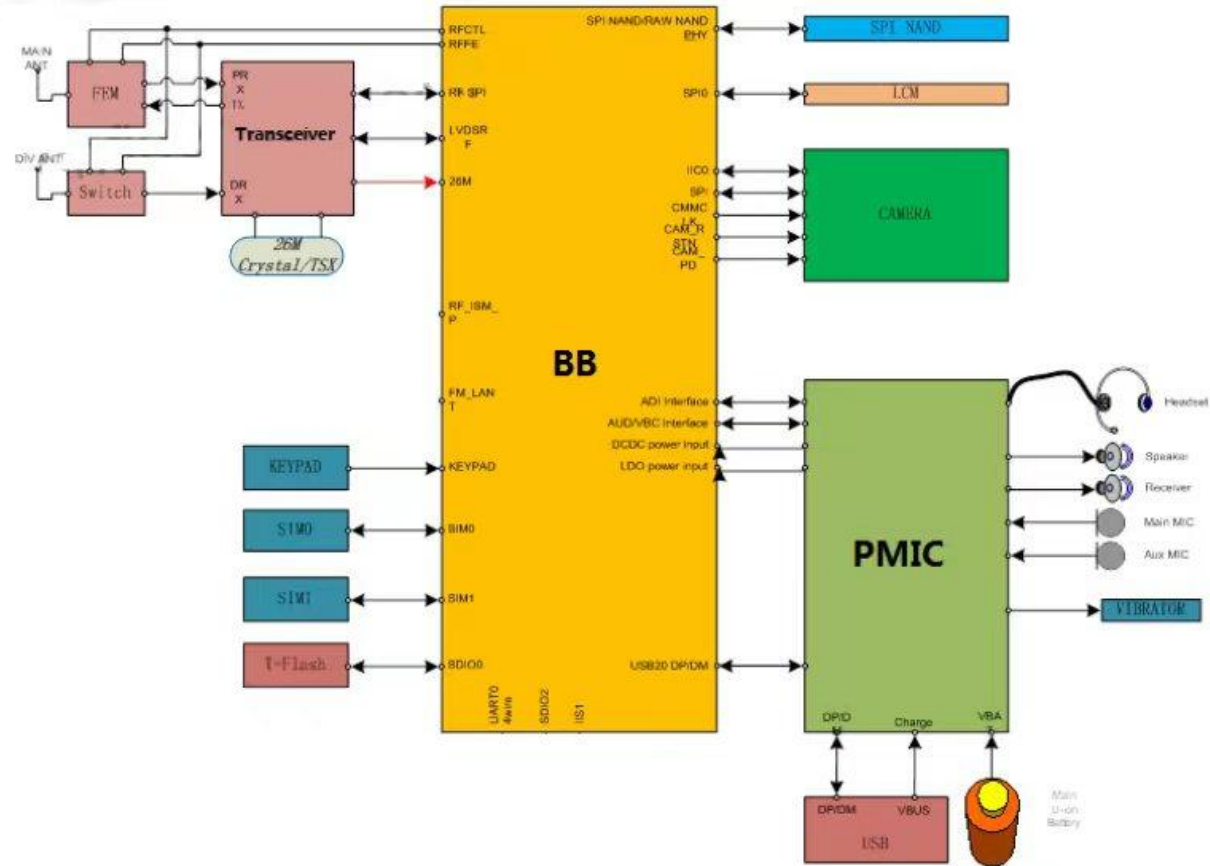 MAIN
ANT
FEM
DIV ANT
Switch
PR
X
TX
Transceiver
DR
X
26M
Crystal/TSX
RFCTL
RFFE
RF SPI
LVDSR
F
26M
RF_ISM_
P
FM_LAN
T
KEYPAD
SIM0
SIM1
SDIO0
KEYPAD
SIM0
SIM1
T-Flash
BB
UART0
4wire
SDIO2
IIS1
SPI NAND/RAW NAND
PHY
SPI0
IIC0
SPI
CMMC
LK
CAM_R
STN
CAM_
PD
ADI Interface
AUD/VBC Interface
DCDC power input
LDO power input
USB20 DP/DM
SPI NAND
LCM
CAMERA
PMIC
Headset
Speaker
Receiver
Main MIC
Aux MIC
VIBRATOR
DP/D
M
Charge
VBA
T
DP/DM
VBUS
USB
Main
Li-on
Battery